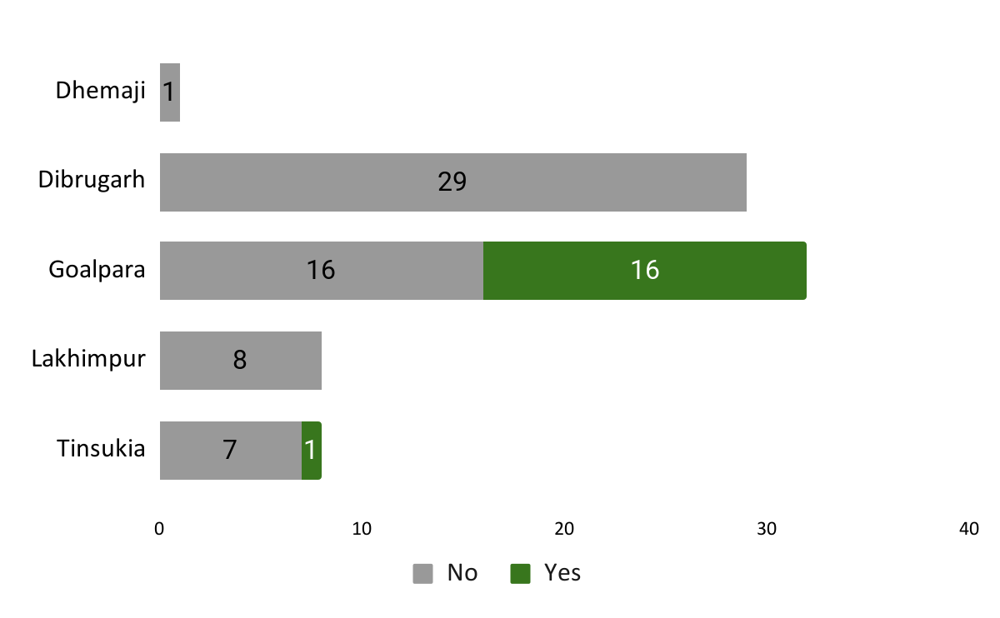 Dhemaji 1
Dibrugarh 29
Goalpara 16 16
Lakhimpur 8
Tinsukia 7 1
0 10 20 30 40
No Yes